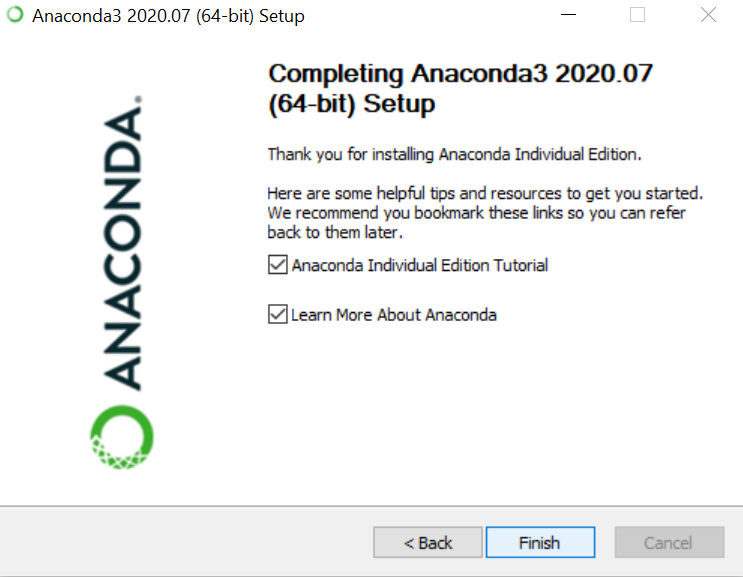 Anaconda3 2020.07 (64-bit) Setup
Completing Anaconda3 2020.07
(64-bit) Setup
Thank you for installing Anaconda Individual Edition.
Here are some helpful tips and resources to get you started.
We recommend you bookmark these links so you can refer
back to them later.
Anaconda Individual Edition Tutorial
Learn More About Anaconda
ANACONDA.
< Back
Finish
Cancel